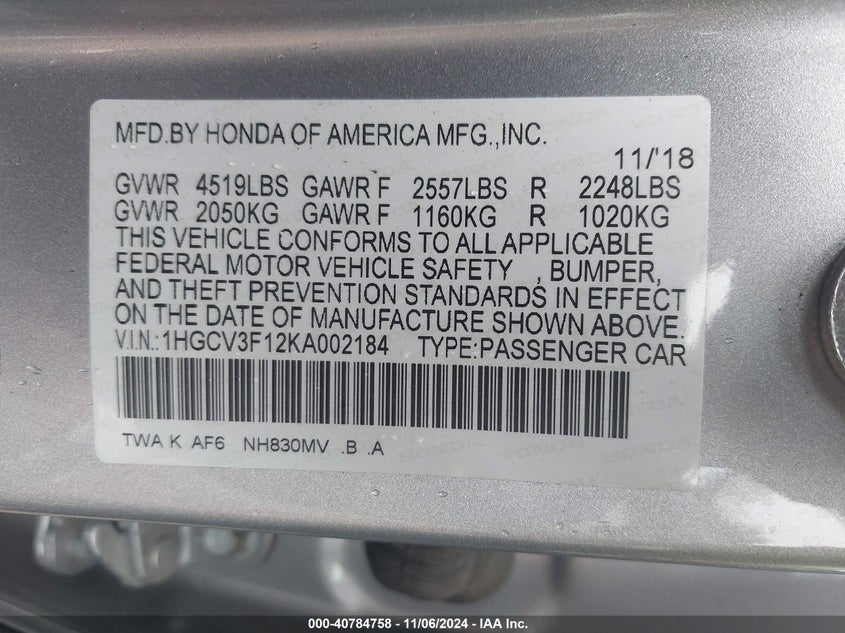 MFD.BY HONDA OF AMERICA MFG.,INC.
11/'18
GVWR 4519LBS GAWR F 2557LBS R 2248LBS
GVWR 2050KG GAWR F 1160KG R 1020KG
THIS VEHICLE CONFORMS TO ALL APPLICABLE
FEDERAL MOTOR VEHICLE SAFETY , BUMPER,
AND THEFT PREVENTION STANDARDS IN EFFECT
ON THE DATE OF MANUFACTURE SHOWN ABOVE.
V.I.N.:1HGCV3F12KA002184 TYPE:PASSENGER CAR
TWA K AF6 NH830MV .B .A
000-40784758 | 11/06/2024 | IAA Inc.